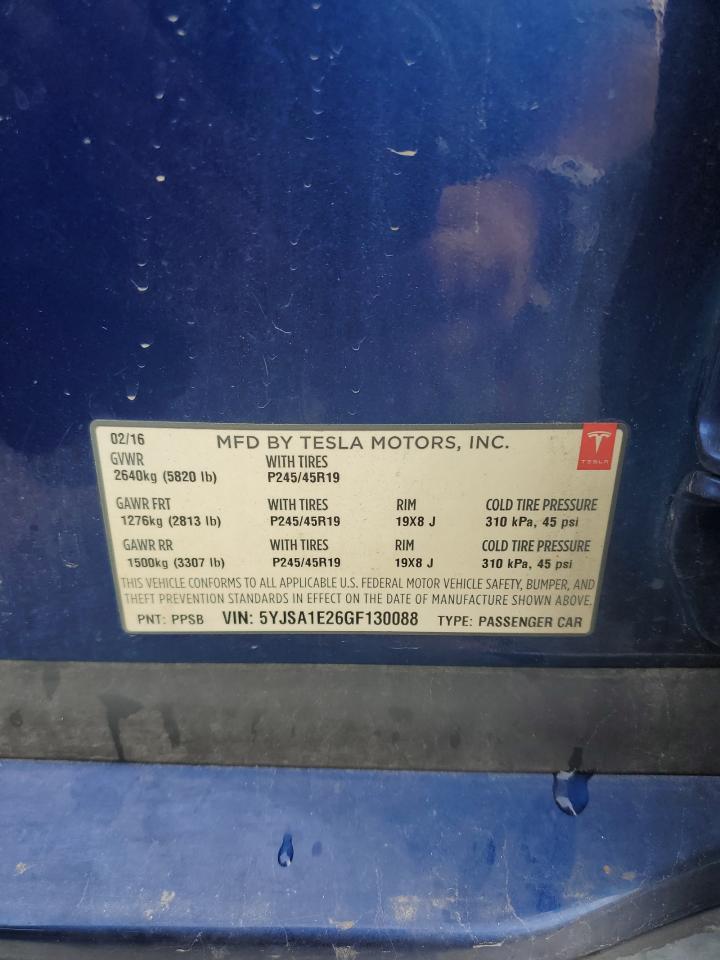 02/16 MFD BY TESLA MOTORS, INC.
TESLA
GVWR WITH TIRES
2640kg (5820 lb) P245/45R19
GAWR FRT WITH TIRES RIM COLD TIRE PRESSURE
1276kg (2813 lb) P245/45R19 19X8 J 310 kPa, 45 psi
GAWR RR WITH TIRES RIM COLD TIRE PRESSURE
1500kg (3307 lb) P245/45R19 19X8 J 310 kPa, 45 psi
THIS VEHICLE CONFORMS TO ALL APPLICABLE U.S. FEDERAL MOTOR VEHICLE SAFETY, BUMPER, AND
THEFT PREVENTION STANDARDS IN EFFECT ON THE DATE OF MANUFACTURE SHOWN ABOVE.
PNT: PPSB VIN: 5YJSA1E26GF130088 TYPE: PASSENGER CAR